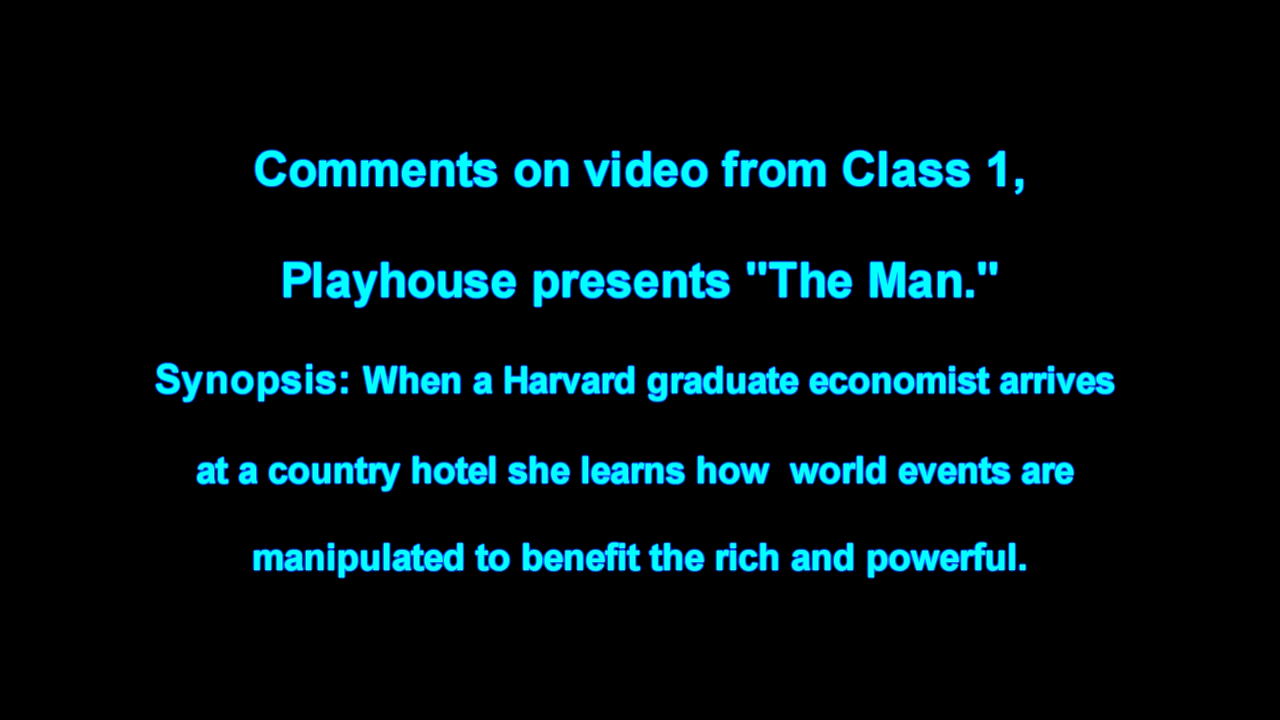 Comments on video from Class 1,
Playhouse presents "The Man."
Synopsis: When a Harvard graduate economist arrives
at a country hotel she learns how  world events are
manipulated to benefit the rich and powerful.